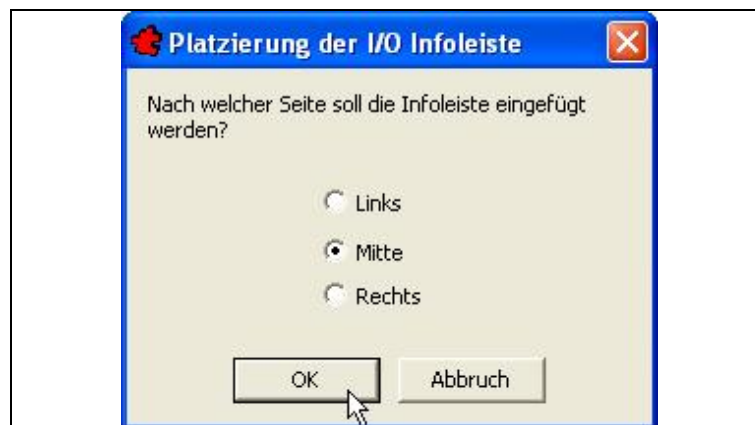 Platzierung der I/O Infoleiste
Nach welcher Seite soll die Infoleiste eingefügt
werden?
Links
Mitte
Rechts
OK
Abbruch